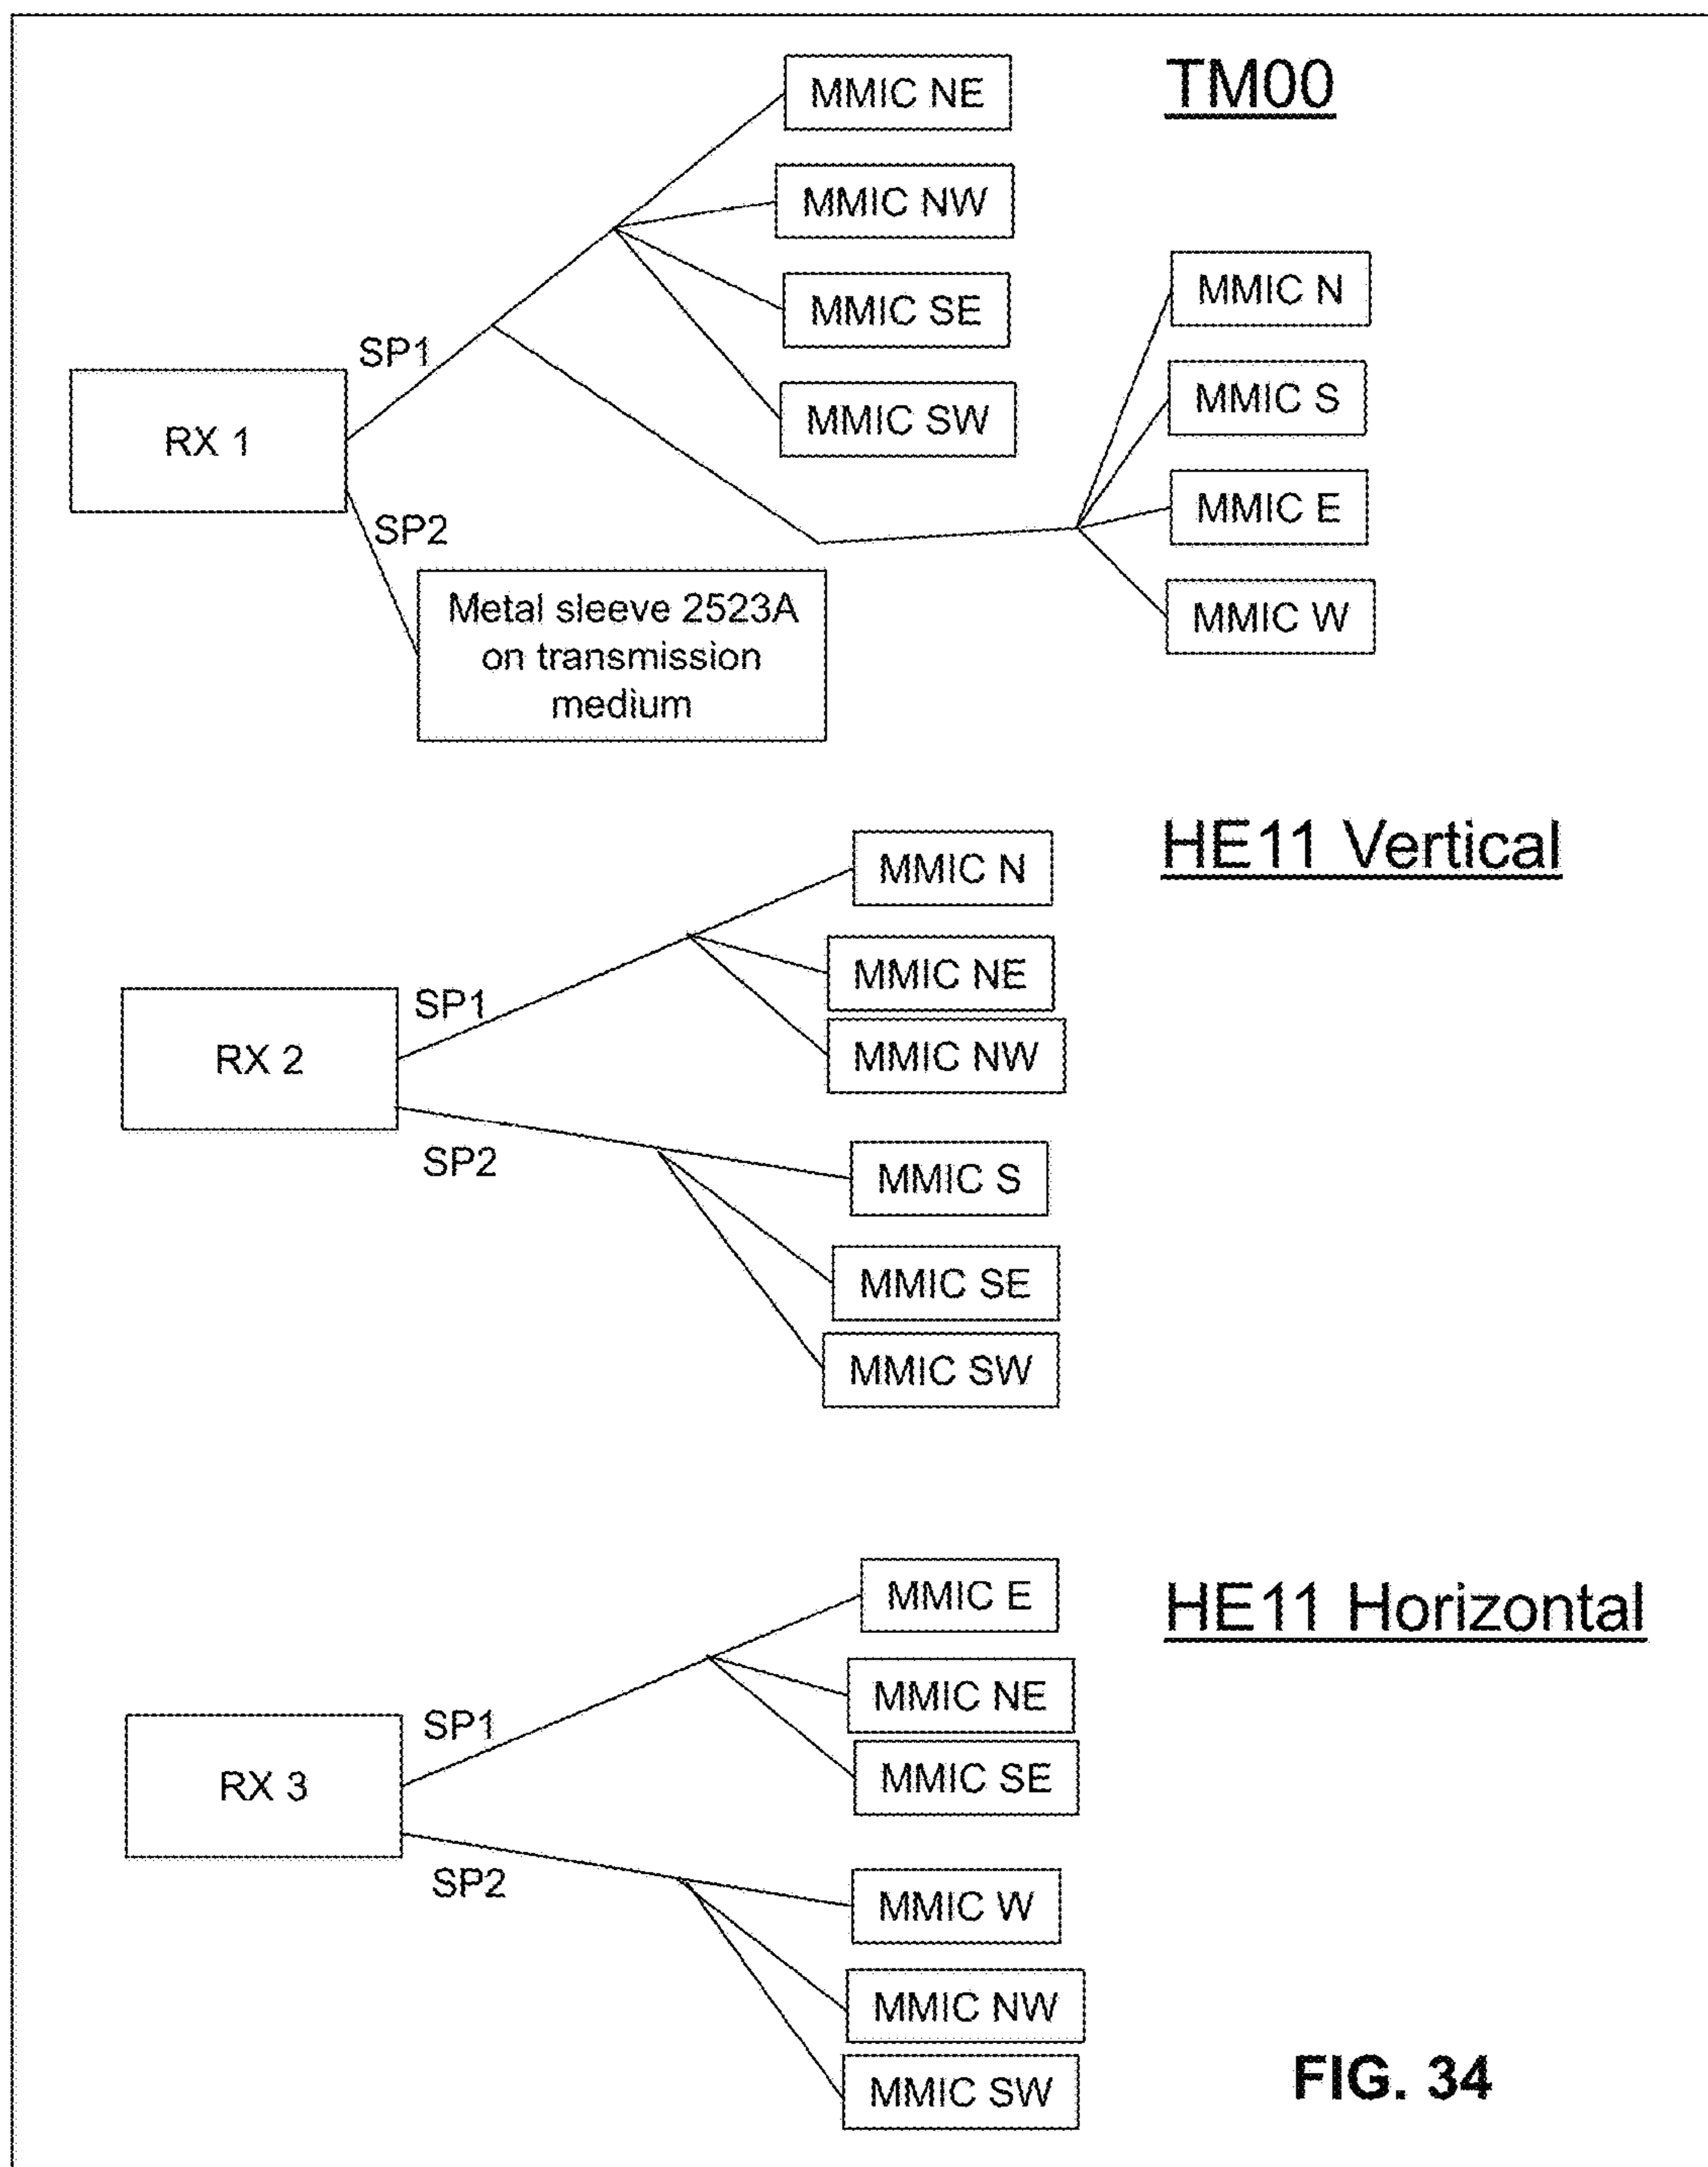 TM00
MMIC NE
MMIC NW
MMIC SE
MMIC SW
MMIC N
MMIC S
MMIC E
MMIC W
SP1
RX 1
SP2
Metal sleeve 2523A
on transmission
medium
HE11 Vertical
MMIC N
MMIC NE
MMIC NW
SP1
RX 2
SP2
MMIC S
MMIC SE
MMIC SW
HE11 Horizontal
MMIC E
MMIC NE
MMIC SE
SP1
RX 3
SP2
MMIC W
MMIC NW
MMIC SW
FIG. 34